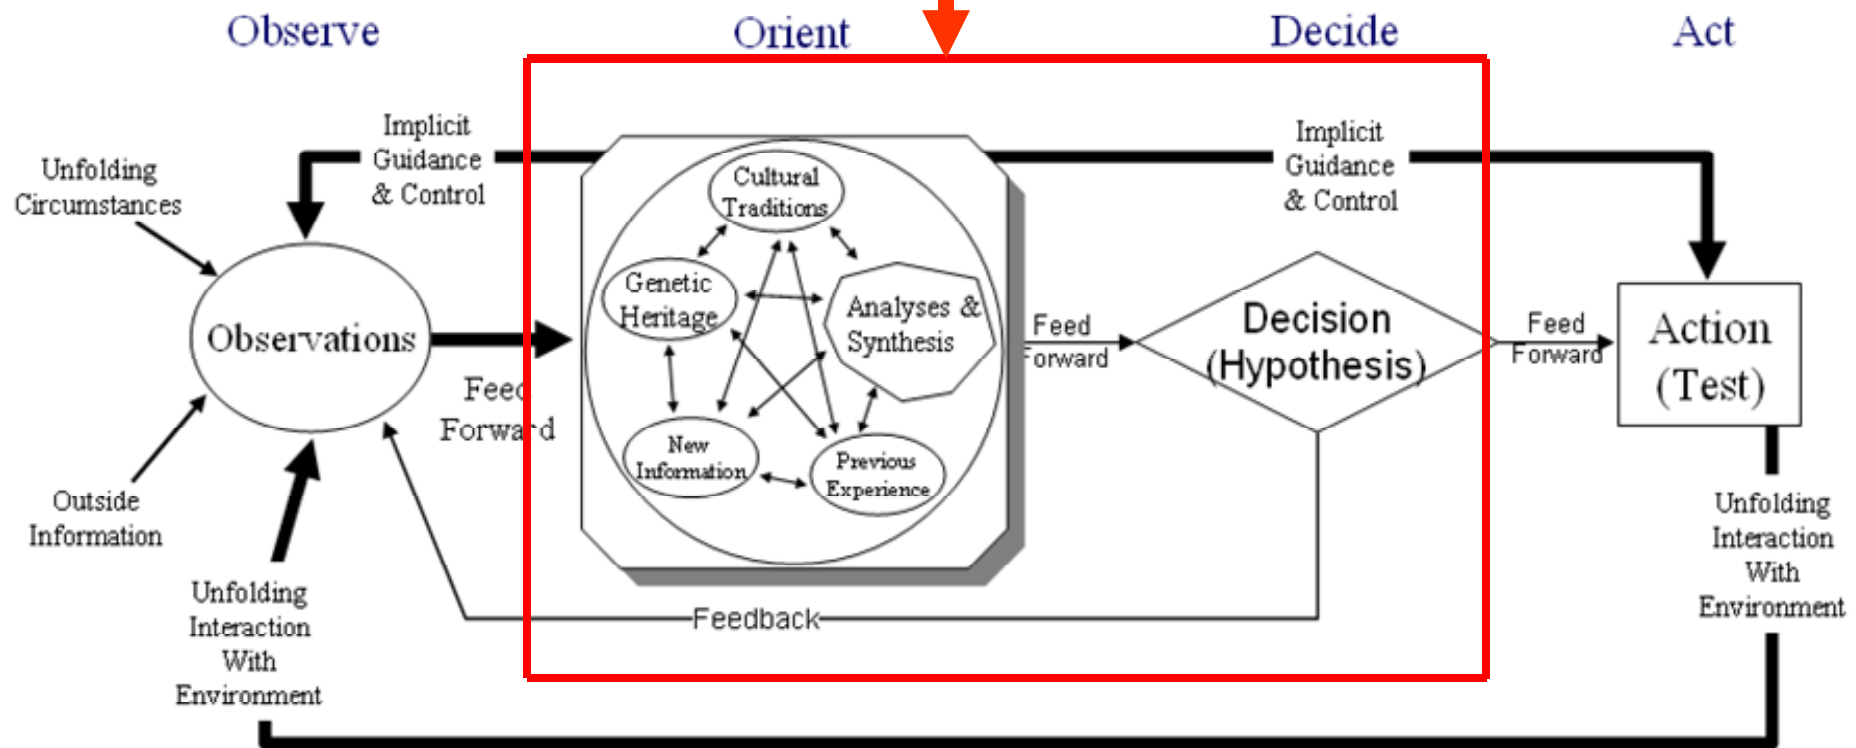 Observe
Orient
Decide
Act
Implicit
Guidance
& Control
Implicit
Guidance
& Control
Unfolding
Circumstances
Cultural
Traditions
Genetic
Heritage
Analyses &
Synthesis
Observations
Feed
Forward
Feed
Forward
Decision
(Hypothesis)
Feed
Forward
Action
(Test)
New
Information
Previous
Experience
Outside
Information
Unfolding
Interaction
With
Environment
Feedback
Unfolding
Interaction
With
Environment